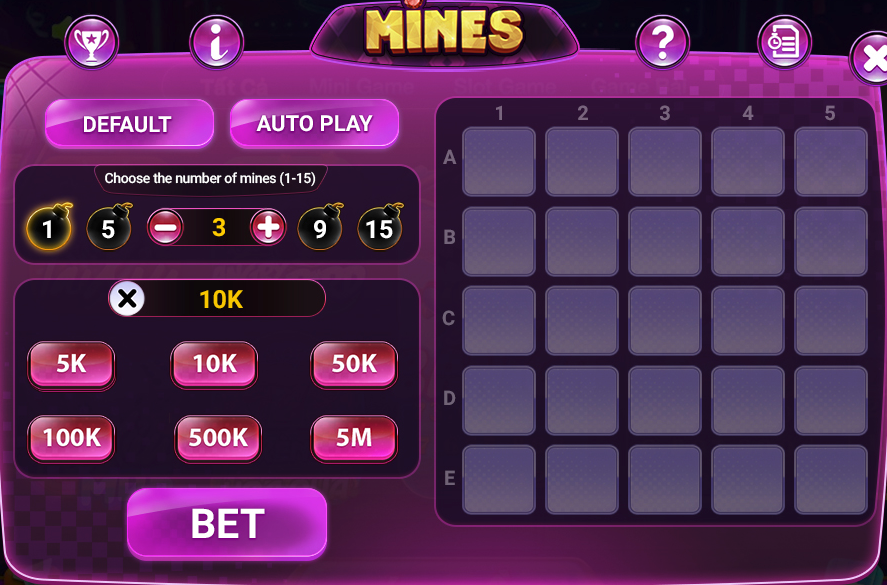 MINES
i
?
DEFAULT
AUTO PLAY
Choose the number of mines (1-15)
1
5
3
9
15
10K
5K
10K
50K
100K
500K
5M
BET
1 2 3 4 5
A
B
C
D
E